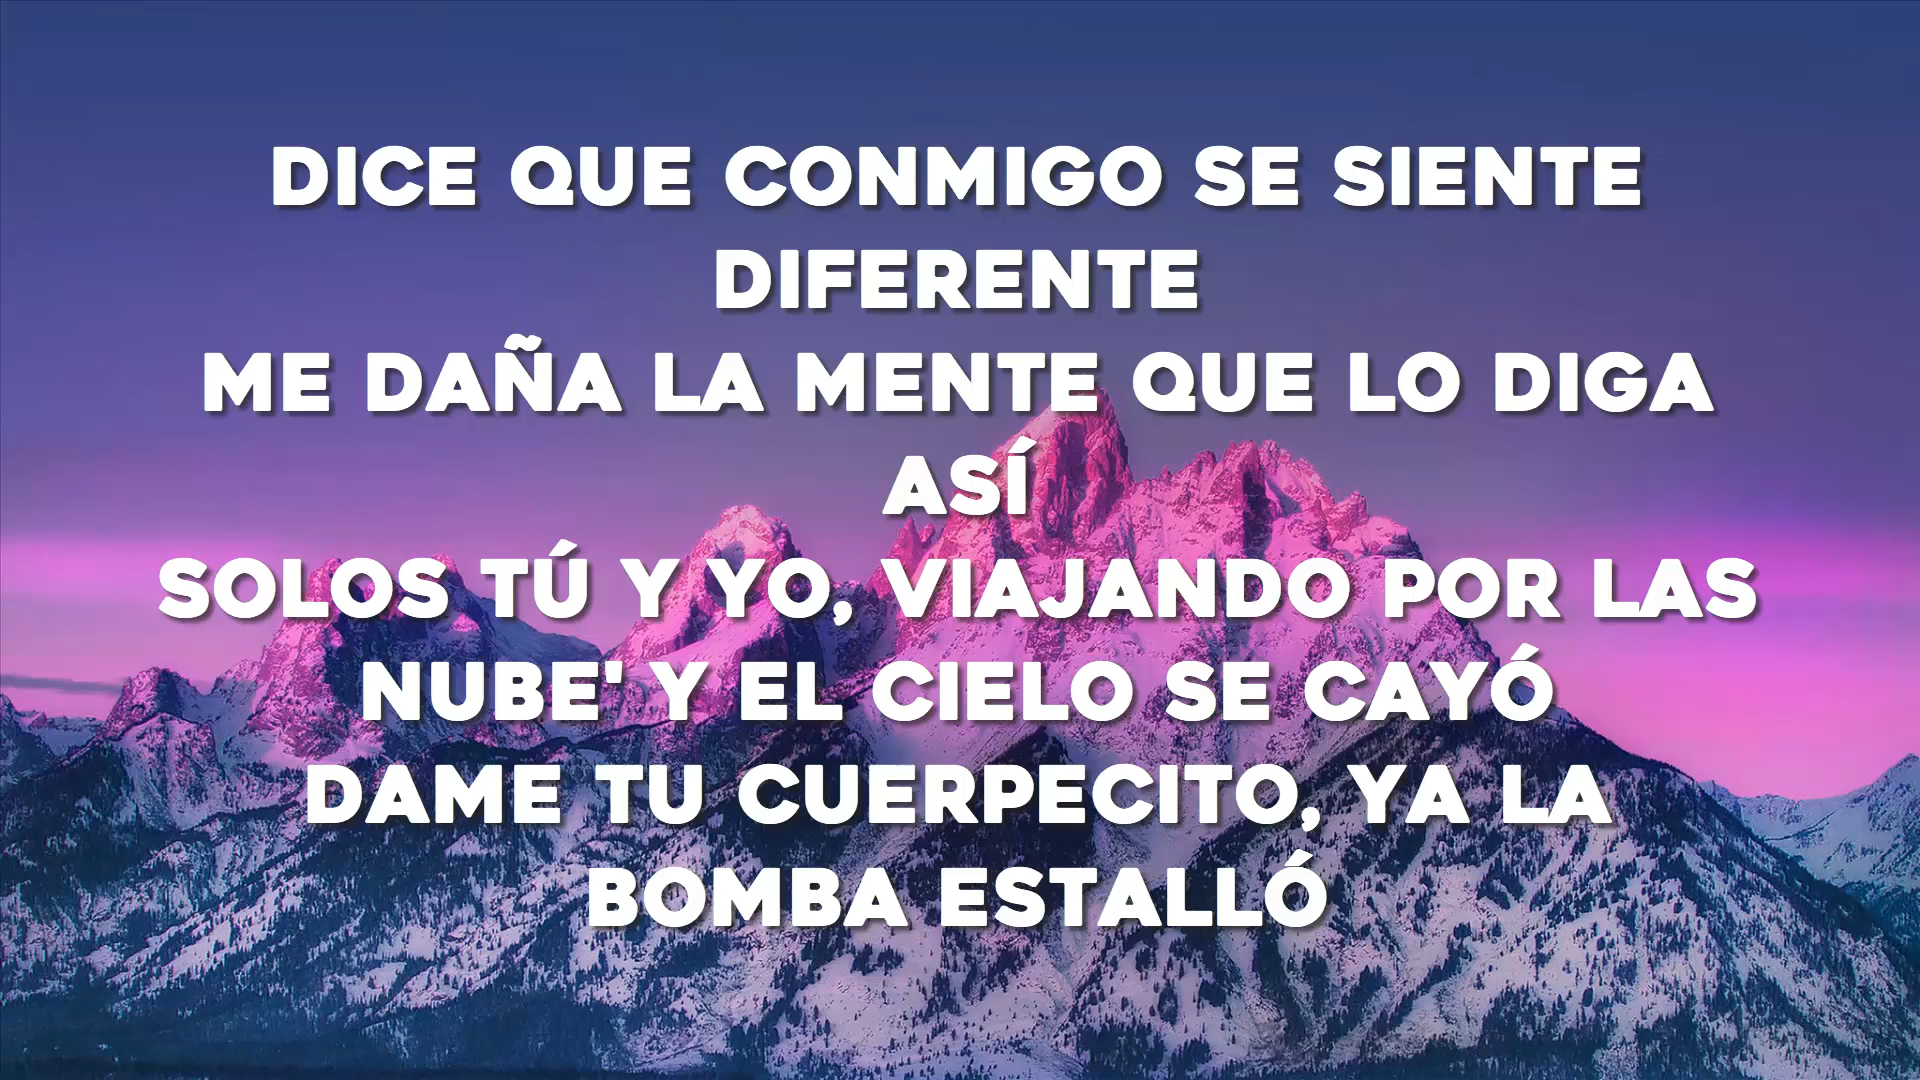 DICE QUE CONMIGO SE SIENTE
DIFERENTE
ME DAÑA LA MENTE QUE LO DIGA
ASÍ
SOLOS TÚ Y YO, VIAJANDO POR LAS
NUBE' Y EL CIELO SE CAYÓ
DAME TU CUERPECITO, YA LA
BOMBA ESTALLÓ